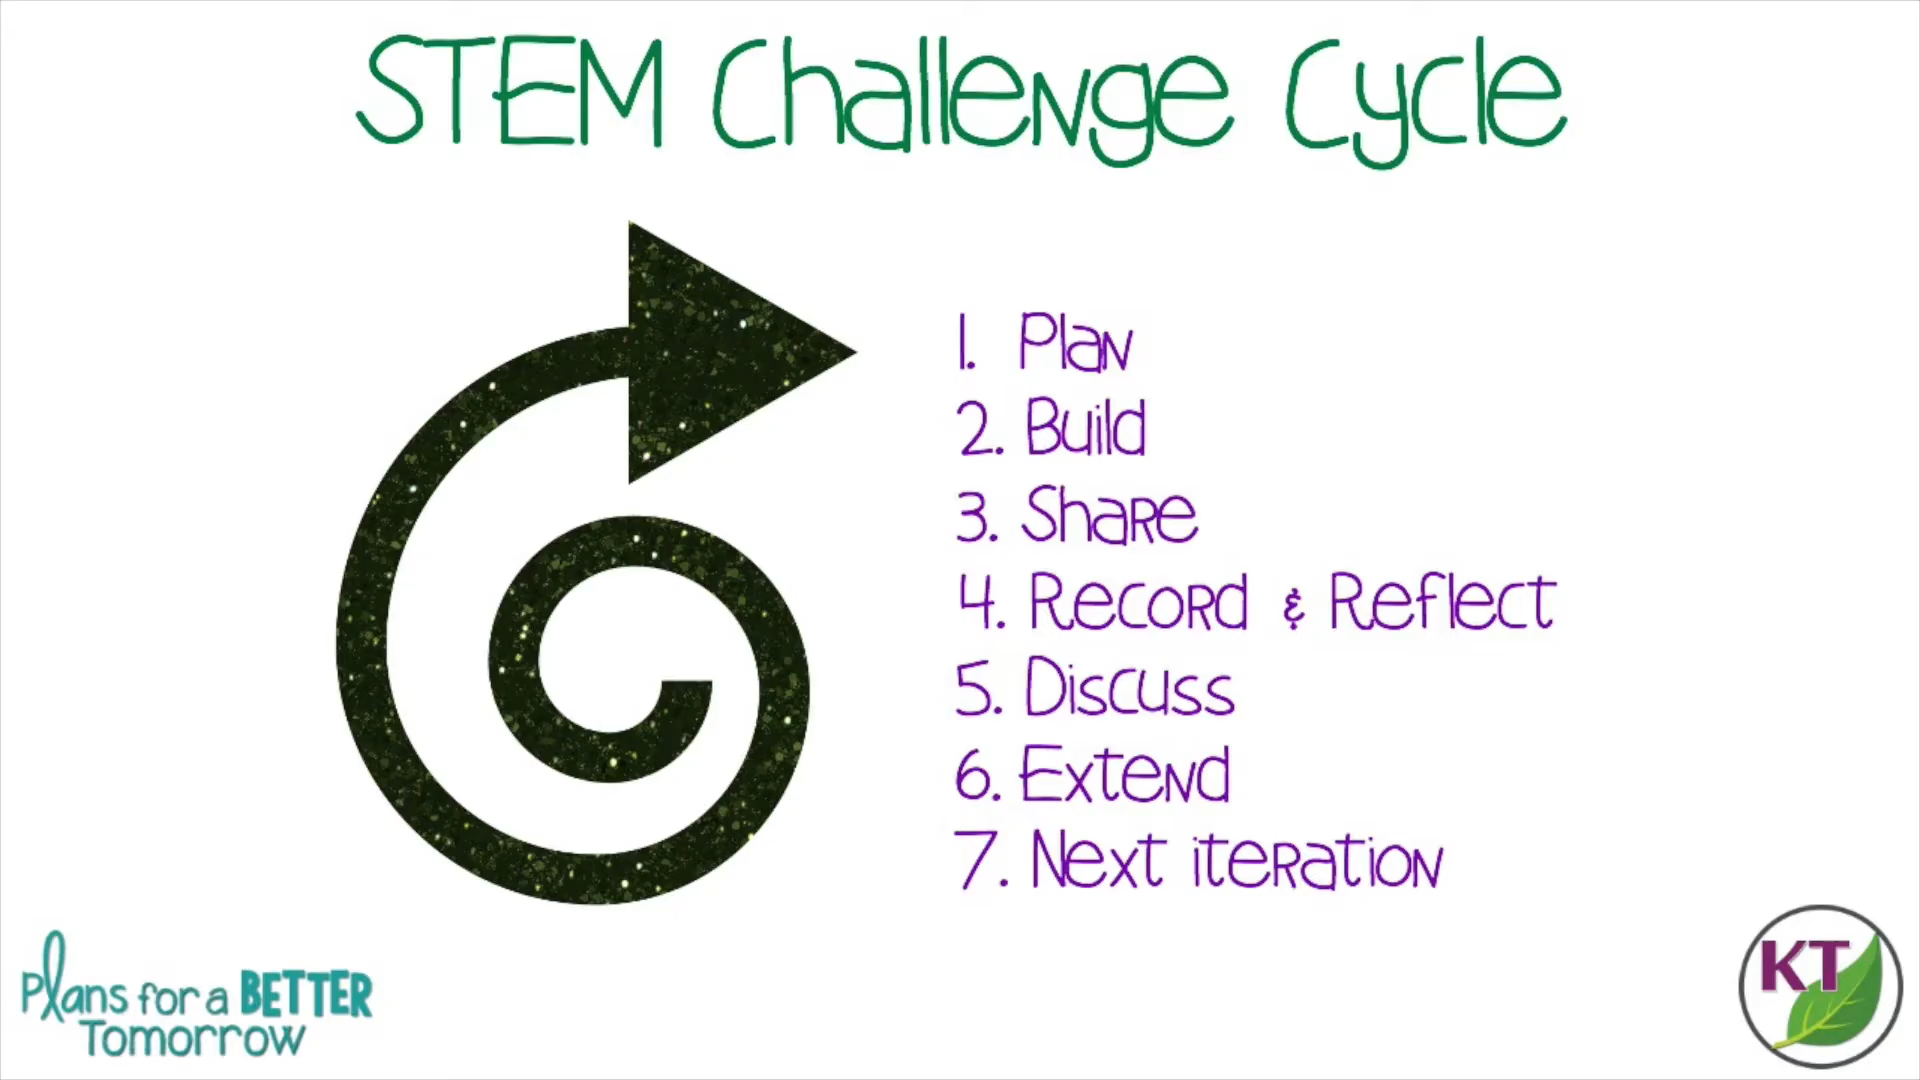 STEM Challenge Cycle
1. Plan
2. Build
3. Share
4. Record & Reflect
5. Discuss
6. Extend
7. Next iteration
Plans for a BETTER
Tomorrow
KT